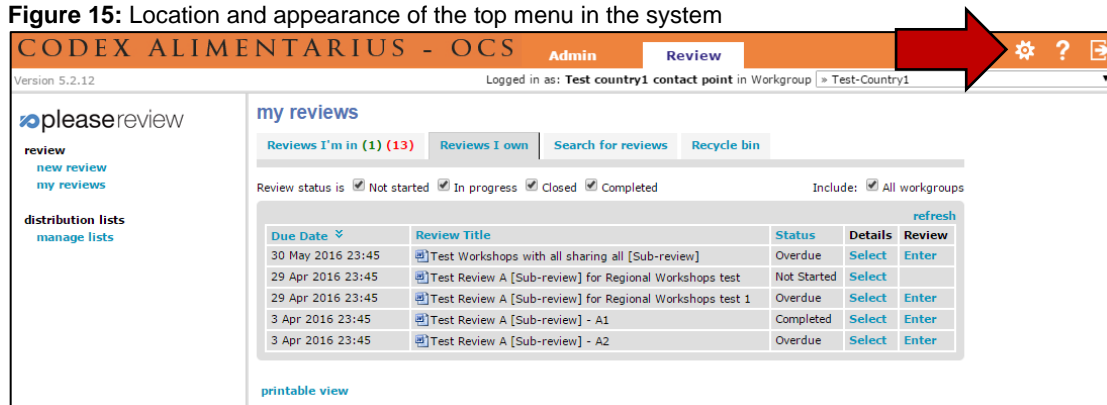 Figure 15: Location and appearance of the top menu in the system
CODEX ALIMENTARIUS - OCS Admin Review ?
Version 5.2.12 Logged in as: Test country1 contact point in Workgroup » Test-Country1
pleasereview
my reviews
Reviews I'm in (1) (13) Reviews I own Search for reviews Recycle bin
review
new review
my reviews
Review status is Not started In progress Closed Completed Include: All workgroups
distribution lists
manage lists
refresh
Due Date Review Title Status Details Review
30 May 2016 23:45 Test Workshops with all sharing all [Sub-review] Overdue Select Enter
29 Apr 2016 23:45 Test Review A [Sub-review] for Regional Workshops test Not Started Select
29 Apr 2016 23:45 Test Review A [Sub-review] for Regional Workshops test 1 Overdue Select Enter
3 Apr 2016 23:45 Test Review A [Sub-review] - A1 Completed Select Enter
3 Apr 2016 23:45 Test Review A [Sub-review] - A2 Overdue Select Enter
printable view